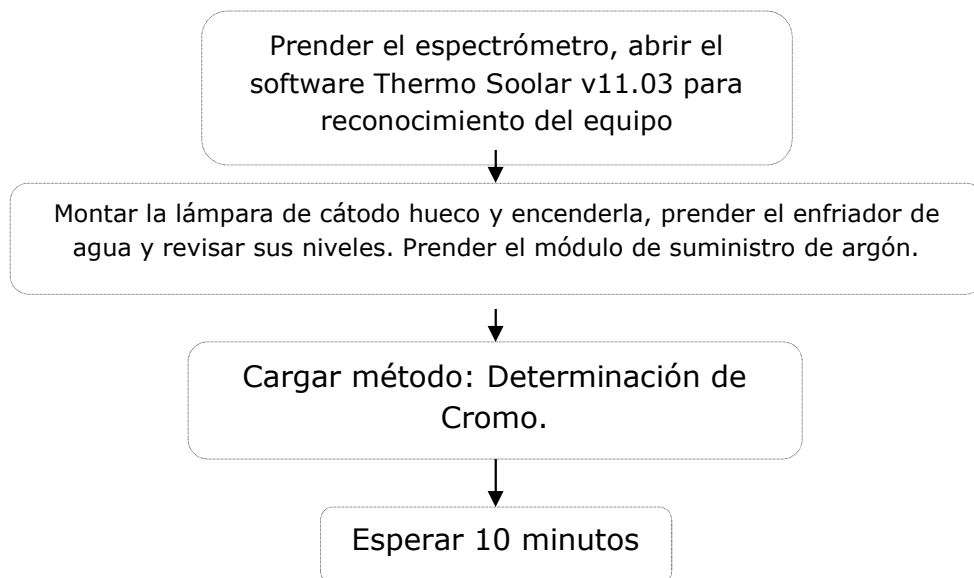 Prender el espectrómetro, abrir el
software Thermo Soolar v11.03 para
reconocimiento del equipo
Montar la lámpara de cátodo hueco y encenderla, prender el enfriador de
agua y revisar sus niveles. Prender el módulo de suministro de argón.
Cargar método: Determinación de
Cromo.
Esperar 10 minutos